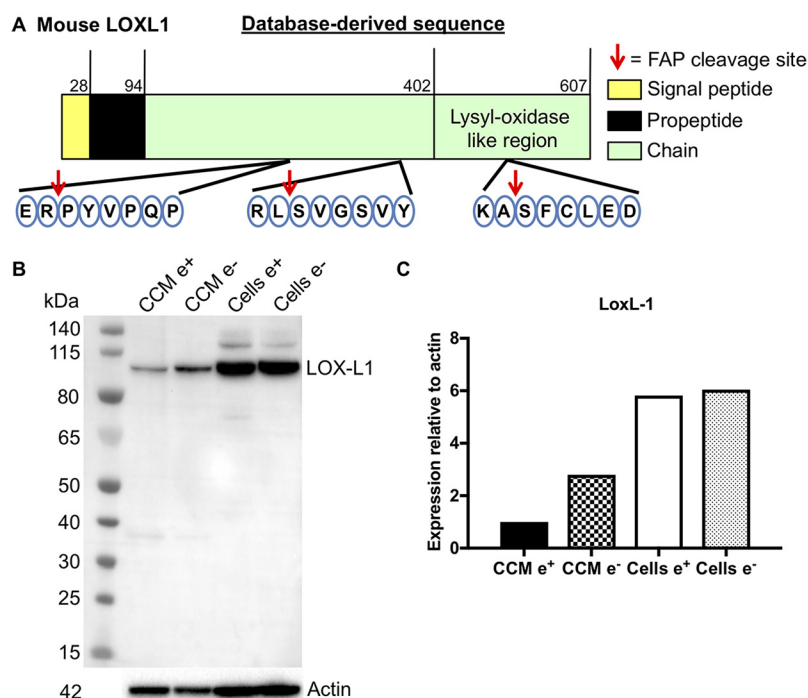 A Mouse LOXL1 Database-derived sequence
28 94 402 607
Lysyl-oxidase
like region
= FAP cleavage site
Signal peptide
Propeptide
Chain
E R P Y V P Q P R L S V G S V Y K A S F C L E D
B
CCM e+ CCM e- Cells e+ Cells e-
kDa
140
115
LOX-L1
80
65
50
40
30
25
15
42 Actin
C
LoxL-1
Expression relative to actin
8
6
4
2
0
CCM e+ CCM e- Cells e+ Cells e-